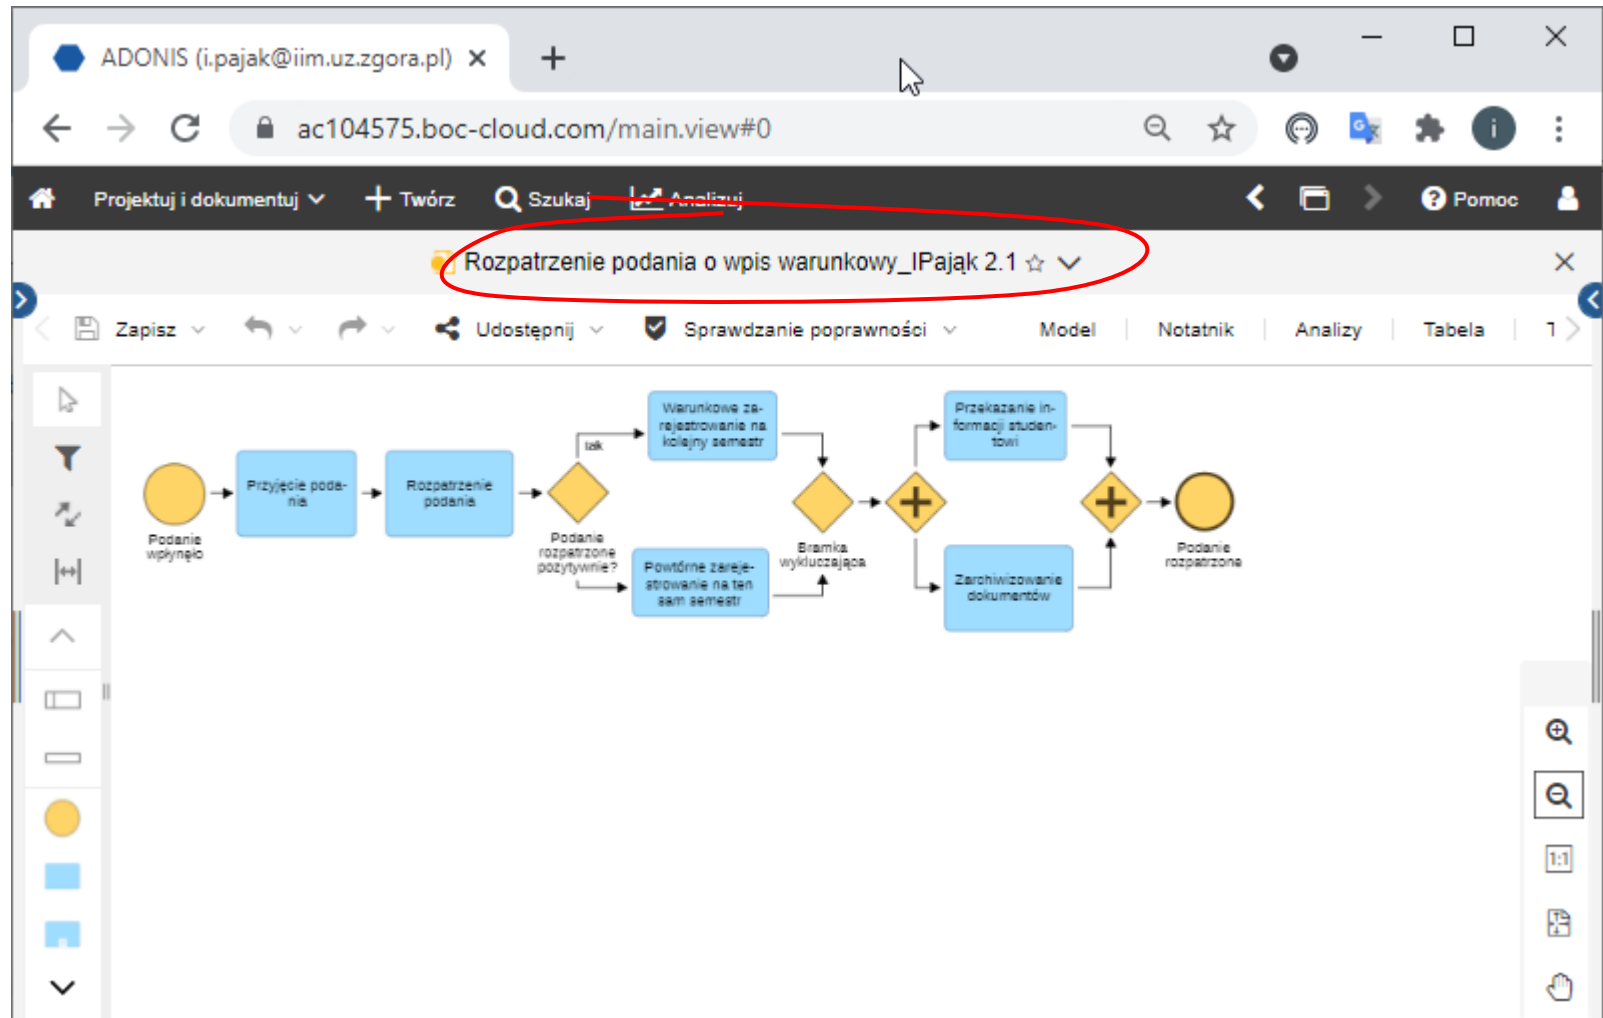 ADONIS (i.pajak@iim.uz.zgora.pl)
ac104575.boc-cloud.com/main.view#0
i
Projektuj i dokumentuj
Twórz
Szukaj
Analizuj
Pomoc
Rozpatrzenie podania o wpis warunkowy_IPająk 2.1
Zapisz
Udostępnij
Sprawdzanie poprawności
Model
Notatnik
Analizy
Tabela
Podanie
wpłynęło
Przyjęcie poda-
nia
Rozpatrzenie
podania
Podanie
rozpatrzone
pozytywnie?
tak
Warunkowe za-
rejestrowanie na
kolejny semestr
Powtórne zareje-
strowanie na ten
sam semestr
Bramka
wykluczająca
Przekazanie in-
formacji studen-
towi
Zarchiwizowanie
dokumentów
Podanie
rozpatrzone
1:1